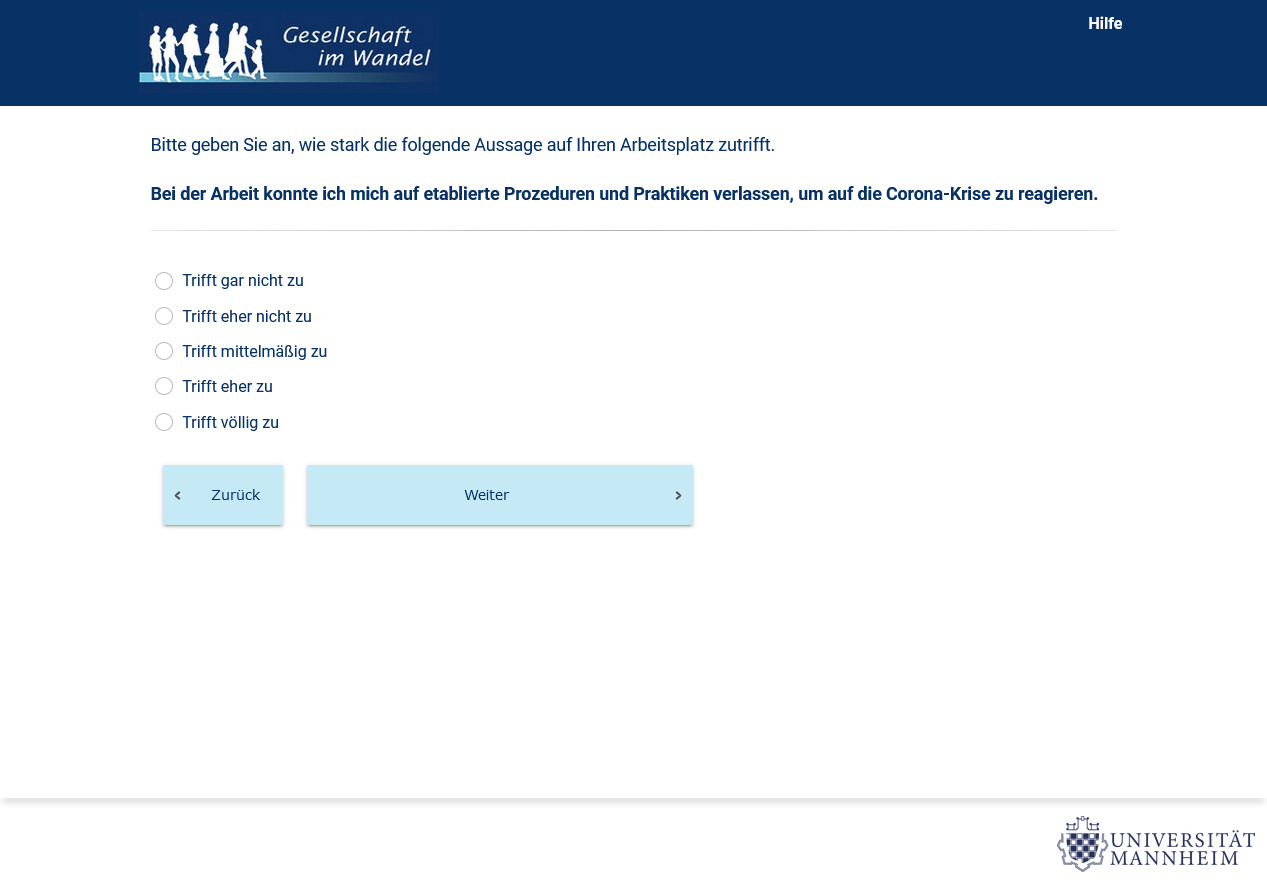 Gesellschaft
im Wandel
Hilfe
Bitte geben Sie an, wie stark die folgende Aussage auf Ihren Arbeitsplatz zutrifft.
Bei der Arbeit konnte ich mich auf etablierte Prozeduren und Praktiken verlassen, um auf die Corona-Krise zu reagieren.
Trifft gar nicht zu
Trifft eher nicht zu
Trifft mittelmäßig zu
Trifft eher zu
Trifft völlig zu
Zurück
Weiter
UNIVERSITÄT
MANNHEIM